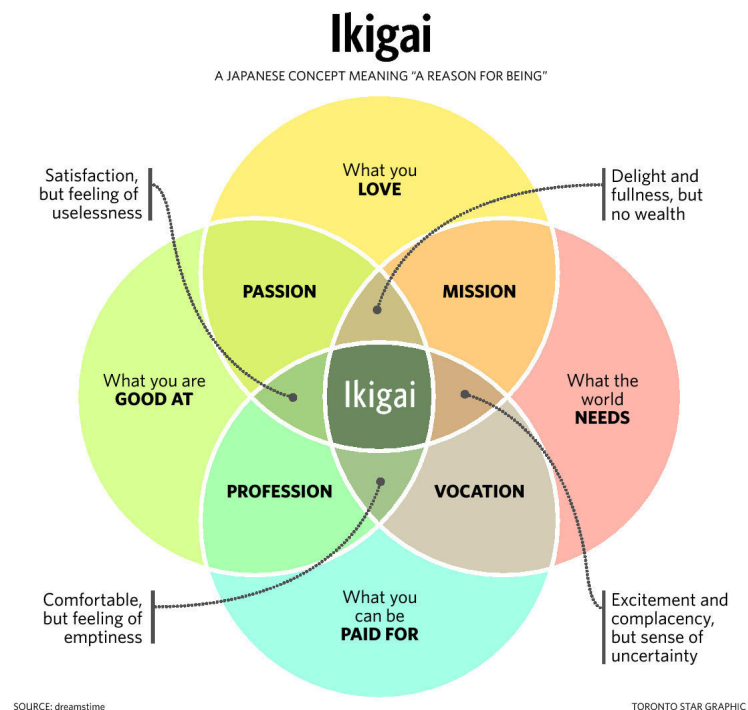 Ikigai
A JAPANESE CONCEPT MEANING “A REASON FOR BEING”
What you
LOVE
Satisfaction,
but feeling of
uselessness
Delight and
fullness, but
no wealth
PASSION
MISSION
What you are
GOOD AT
Ikigai
What the
world
NEEDS
PROFESSION
VOCATION
Comfortable,
but feeling of
emptiness
What you
can be
PAID FOR
Excitement and
complacency,
but sense of
uncertainty
SOURCE: dreamstime
TORONTO STAR GRAPHIC